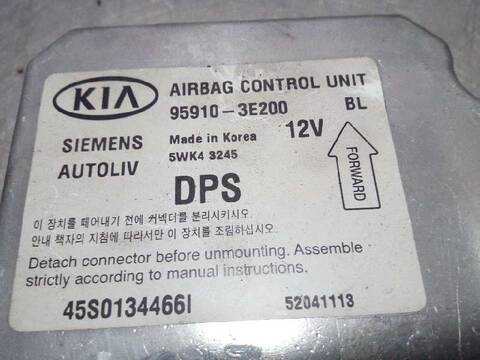 KIA AIRBAG CONTROL UNIT
95910-3E200 BL
SIEMENS Made in Korea 12V
AUTOLIV 5WK4 3245
DPS
FORWARD
이 장치를 떼어내기 전에 커넥터를 분리시키시오.
안내 책자의 지침에 따라서만 이 장치를 조립하십시오.
Detach connector before unmounting. Assemble
strictly according to manual instructions.
45S0134466I 52041113